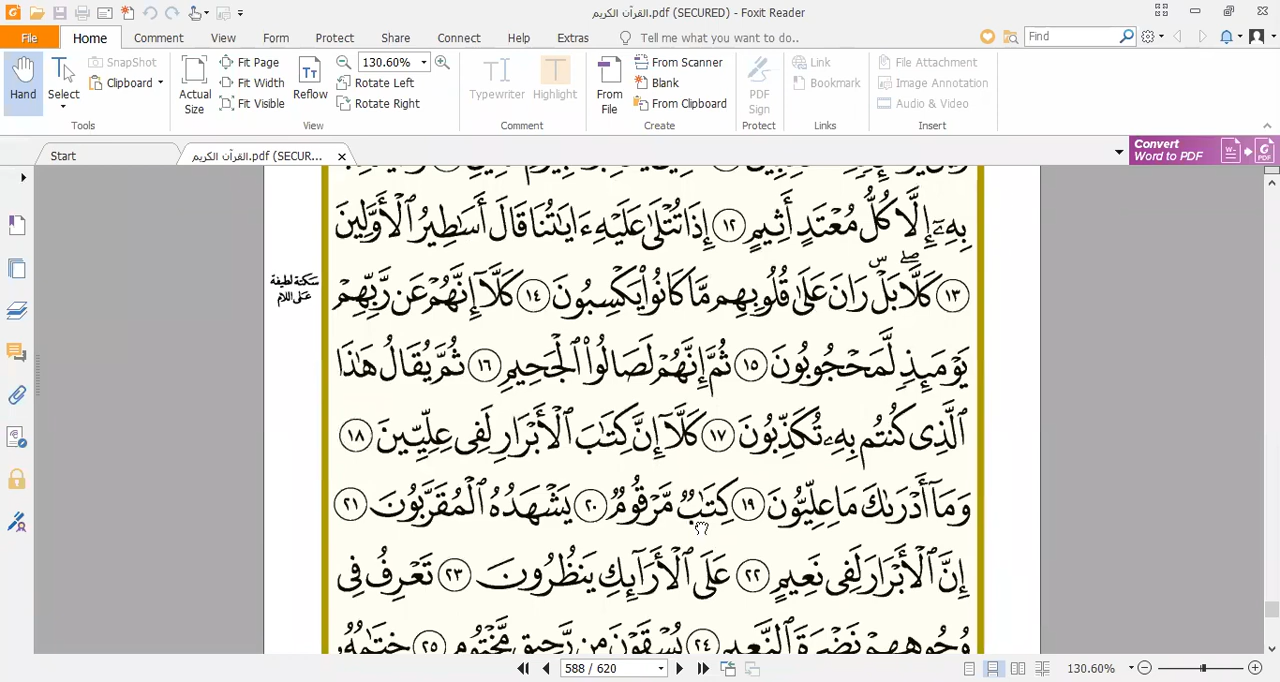 القرآن الكريم.pdf (SECURED) - Foxit Reader
File Home Comment View Form Protect Share Connect Help Extras Tell me what you want to do.. Find
Hand Select SnapShot Clipboard Actual Size Fit Page Fit Width Fit Visible Reflow 130.60% Rotate Left Rotate Right Typewriter Highlight From File From Scanner Blank From Clipboard PDF Sign Link Bookmark File Attachment Image Annotation Audio & Video
Tools View Comment Create Protect Links Insert
Start القرآن الكريم.pdf (SECUR... Convert Word to PDF
بِهِۦٓ إِلَّا كُلُّ مُعْتَدٍ أَثِيمٍ ١٢ إِذَا تُتْلَىٰ عَلَيْهِ ءَايَٰتُنَا قَالَ أَسَٰطِيرُ ٱلْأَوَّلِينَ
١٣ كَلَّاۖ بَلْۜ رَانَ عَلَىٰ قُلُوبِهِم مَّا كَانُوا۟ يَكْسِبُونَ ١٤ كَلَّآ إِنَّهُمْ عَن رَّبِّهِمْ
سكتة لطيفة
على اللام
يَوْمَئِذٍ لَّمَحْجُوبُونَ ١٥ ثُمَّ إِنَّهُمْ لَصَالُوا۟ ٱلْجَحِيمِ ١٦ ثُمَّ يُقَالُ هَٰذَا
ٱلَّذِى كُنتُم بِهِۦ تُكَذِّبُونَ ١٧ كَلَّآ إِنَّ كِتَٰبَ ٱلْأَبْرَارِ لَفِى عِلِّيِّينَ ١٨
وَمَآ أَدْرَىٰكَ مَا عِلِّيُّونَ ١٩ كِتَٰبٌ مَّرْقُومٌ ٢٠ يَشْهَدُهُ ٱلْمُقَرَّبُونَ ٢١
إِنَّ ٱلْأَبْرَارَ لَفِى نَعِيمٍ ٢٢ عَلَى ٱلْأَرَآئِكِ يَنظُرُونَ ٢٣ تَعْرِفُ فِى
وُجُوهِهِمْ نَضْرَةَ ٱلنَّعِيمِ ٢٤ يُسْقَوْنَ مِن رَّحِيقٍ مَّخْتُومٍ ٢٥ خِتَٰمُهُۥ
588 / 620 130.60%